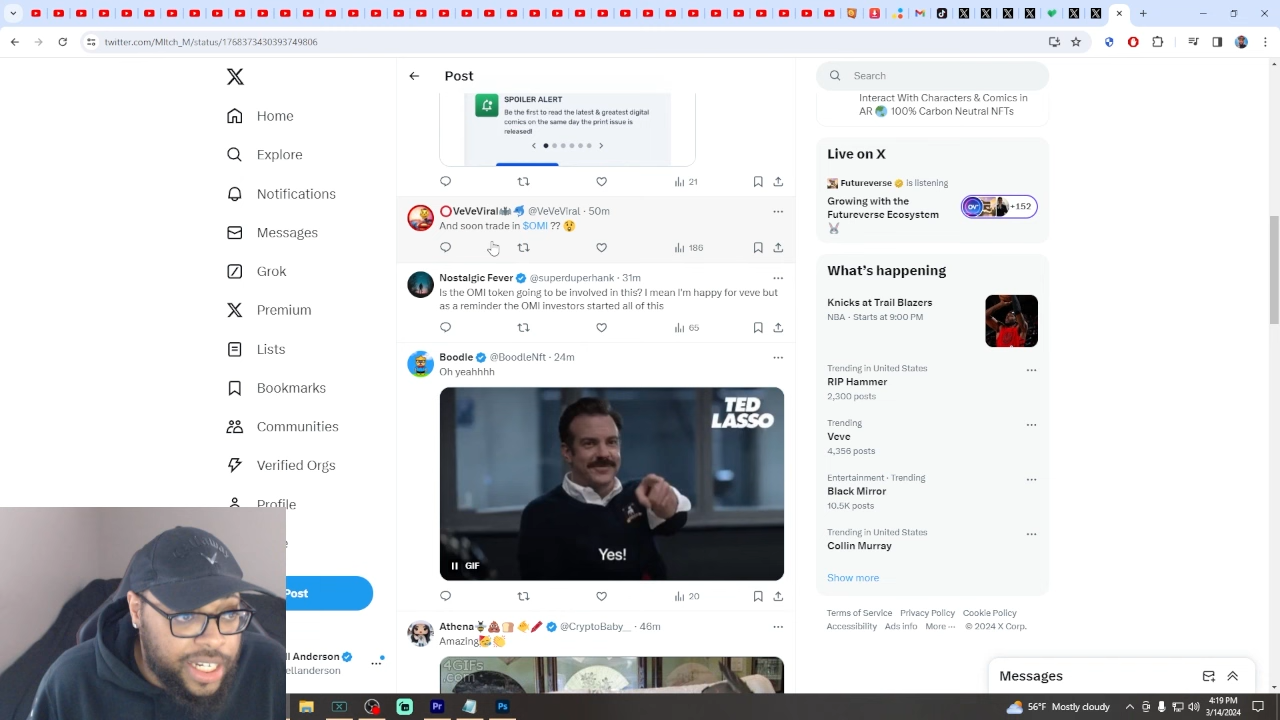 twitter.com/MItch_M/status/1768373430393749806
Post
Search
SPOILER ALERT
Be the first to read the latest & greatest digital
comics on the same day the print issue is
released!
21
Interact With Characters & Comics in
AR 🌏 100% Carbon Neutral NFTs
Home
Explore
Notifications
Messages
Grok
Premium
Lists
Bookmarks
Communities
Verified Orgs
Profile
Post
ll Anderson
ellanderson
⭕VeVeViral🦇🐬 @VeVeVIral · 50m
And soon trade in $OMI ?? 😲
186
Nostalgic Fever @superduperhank · 31m
Is the OMI token going to be involved in this? I mean I'm happy for veve but
as a reminder the OMI investors started all of this
65
Boodle @BoodleNft · 24m
Oh yeahhhh
TED
LASSO
Yes!
GIF
20
Athena @CryptoBaby__ · 46m
Amazing🥰👏
4GIFs
.com
Live on X
Futureverse is listening
Growing with the
Futureverse Ecosystem
+152
What's happening
Knicks at Trail Blazers
NBA · Starts at 9:00 PM
Trending in United States
RIP Hammer
2,300 posts
Trending
Veve
4,356 posts
Entertainment · Trending
Black Mirror
10.5K posts
Trending in United States
Collin Murray
Show more
Terms of Service Privacy Policy Cookie Policy
Accessibility Ads info More ··· © 2024 X Corp.
Messages
56°F Mostly cloudy
4:19 PM
3/14/2024